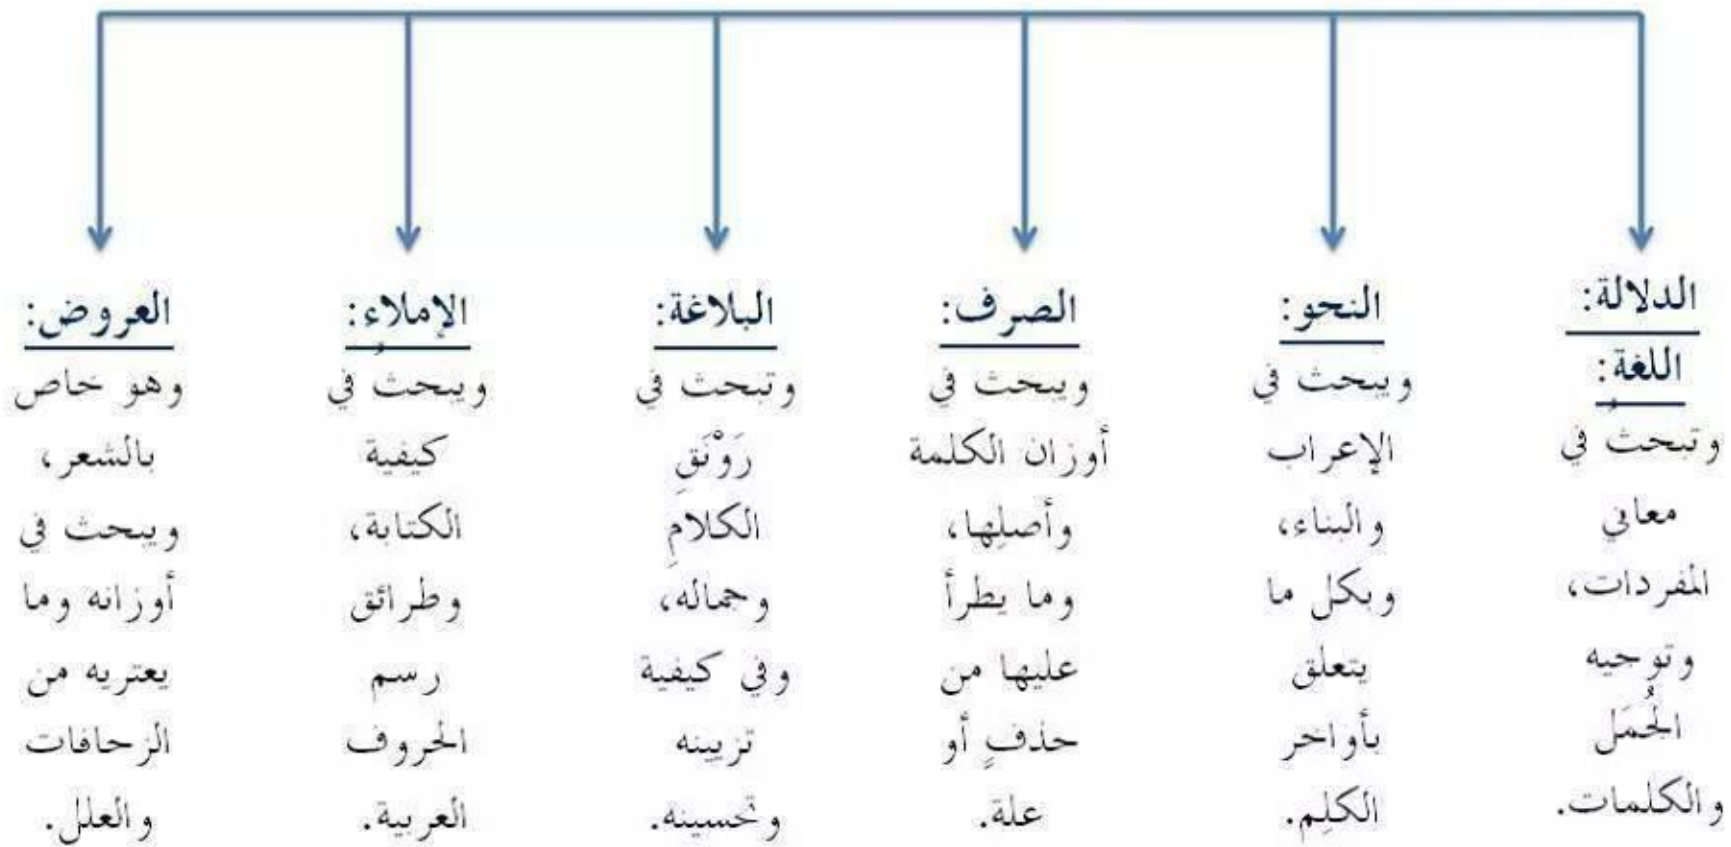 الدلالة:
اللغة:
وتبحثُ في
معاني
المفردات،
وتوجيه
الجُمَل
والكلمات.
النحو:
ويبحث في
الإعراب
والبناء،
وبكل ما
يتعلق
بأواخر
الكلِم.
الصرف:
ويبحث في
أوزان الكلمة
وأصلِها،
وما يطرأ
عليها من
حذفٍ أو
علة.
البلاغة:
وتبحث في
رَوْنَقِ
الكلامِ
وجماله،
وفي كيفية
تزيينه
وتحسينه.
الإملاء:
ويبحثُ في
كيفية
الكتابة،
وطرائق
رسم
الحروف
العربية.
العروض:
وهو خاص
بالشعر،
ويبحث في
أوزانه وما
يعتريه من
الزحافات
والعلل.